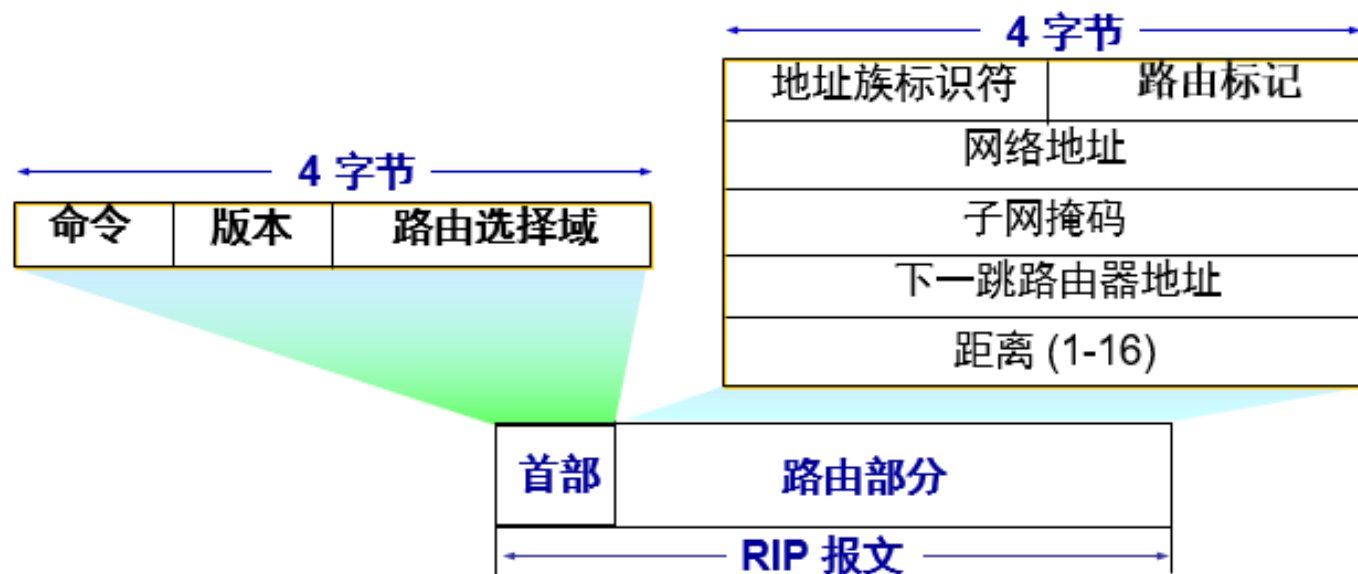 4 字节
地址族标识符 路由标记
网络地址
子网掩码
下一跳路由器地址
距离 (1-16)
4 字节
命令 版本 路由选择域
首部 路由部分
RIP 报文